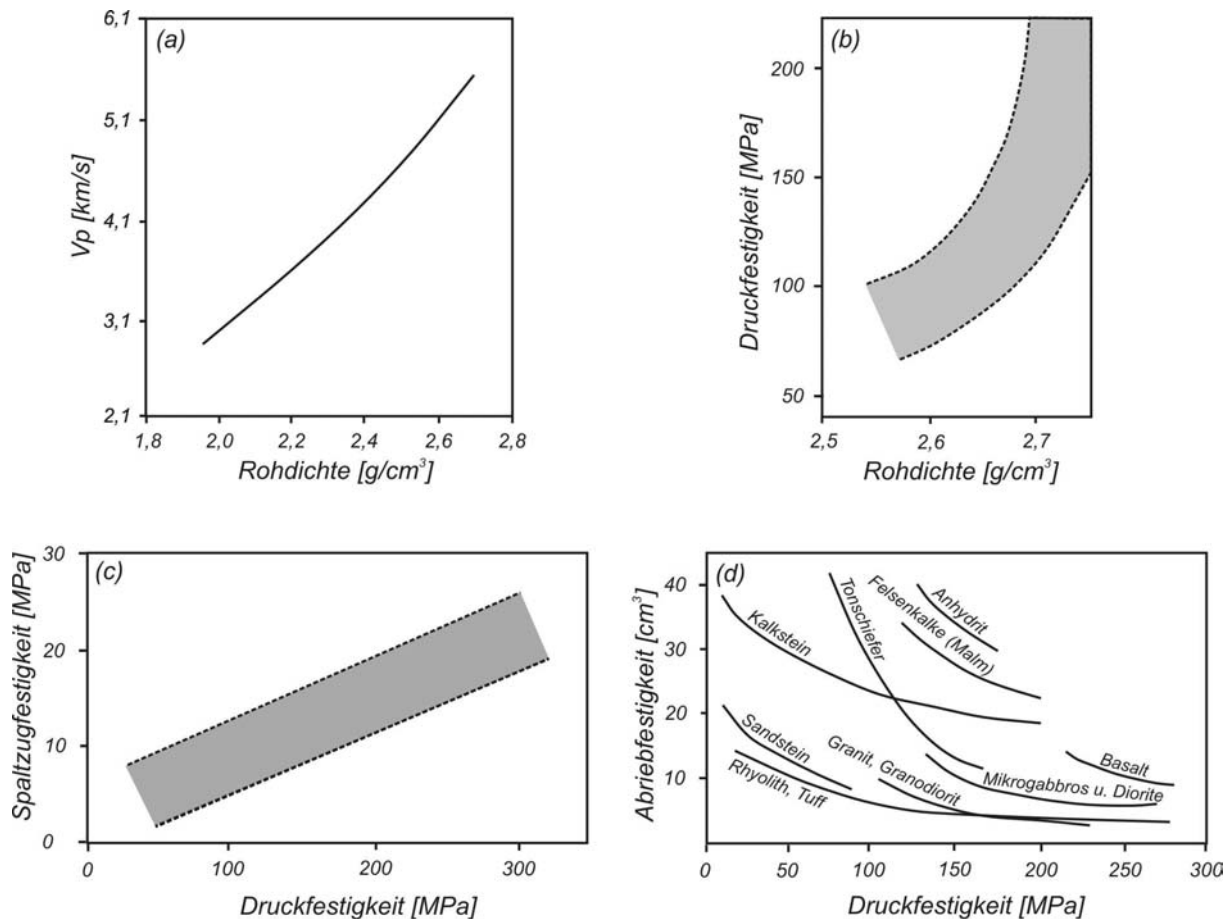 (a)
6,1
5,1
4,1
3,1
2,1
Vp [km/s]
1,8 2,0 2,2 2,4 2,6 2,8
Rohdichte [g/cm³]
(b)
200
150
100
50
Druckfestigkeit [MPa]
2,5 2,6 2,7
Rohdichte [g/cm³]
(c)
30
20
10
0
Spaltzugfestigkeit [MPa]
0 100 200 300
Druckfestigkeit [MPa]
(d)
40
30
20
10
Abriebfestigkeit [cm³]
Kalkstein
Tonschiefer
Felsenkalke (Malm)
Anhydrit
Sandstein
Rhyolith, Tuff
Granit, Granodiorit
Mikrogabbros u. Diorite
Basalt
0 50 100 150 200 250 300
Druckfestigkeit [MPa]